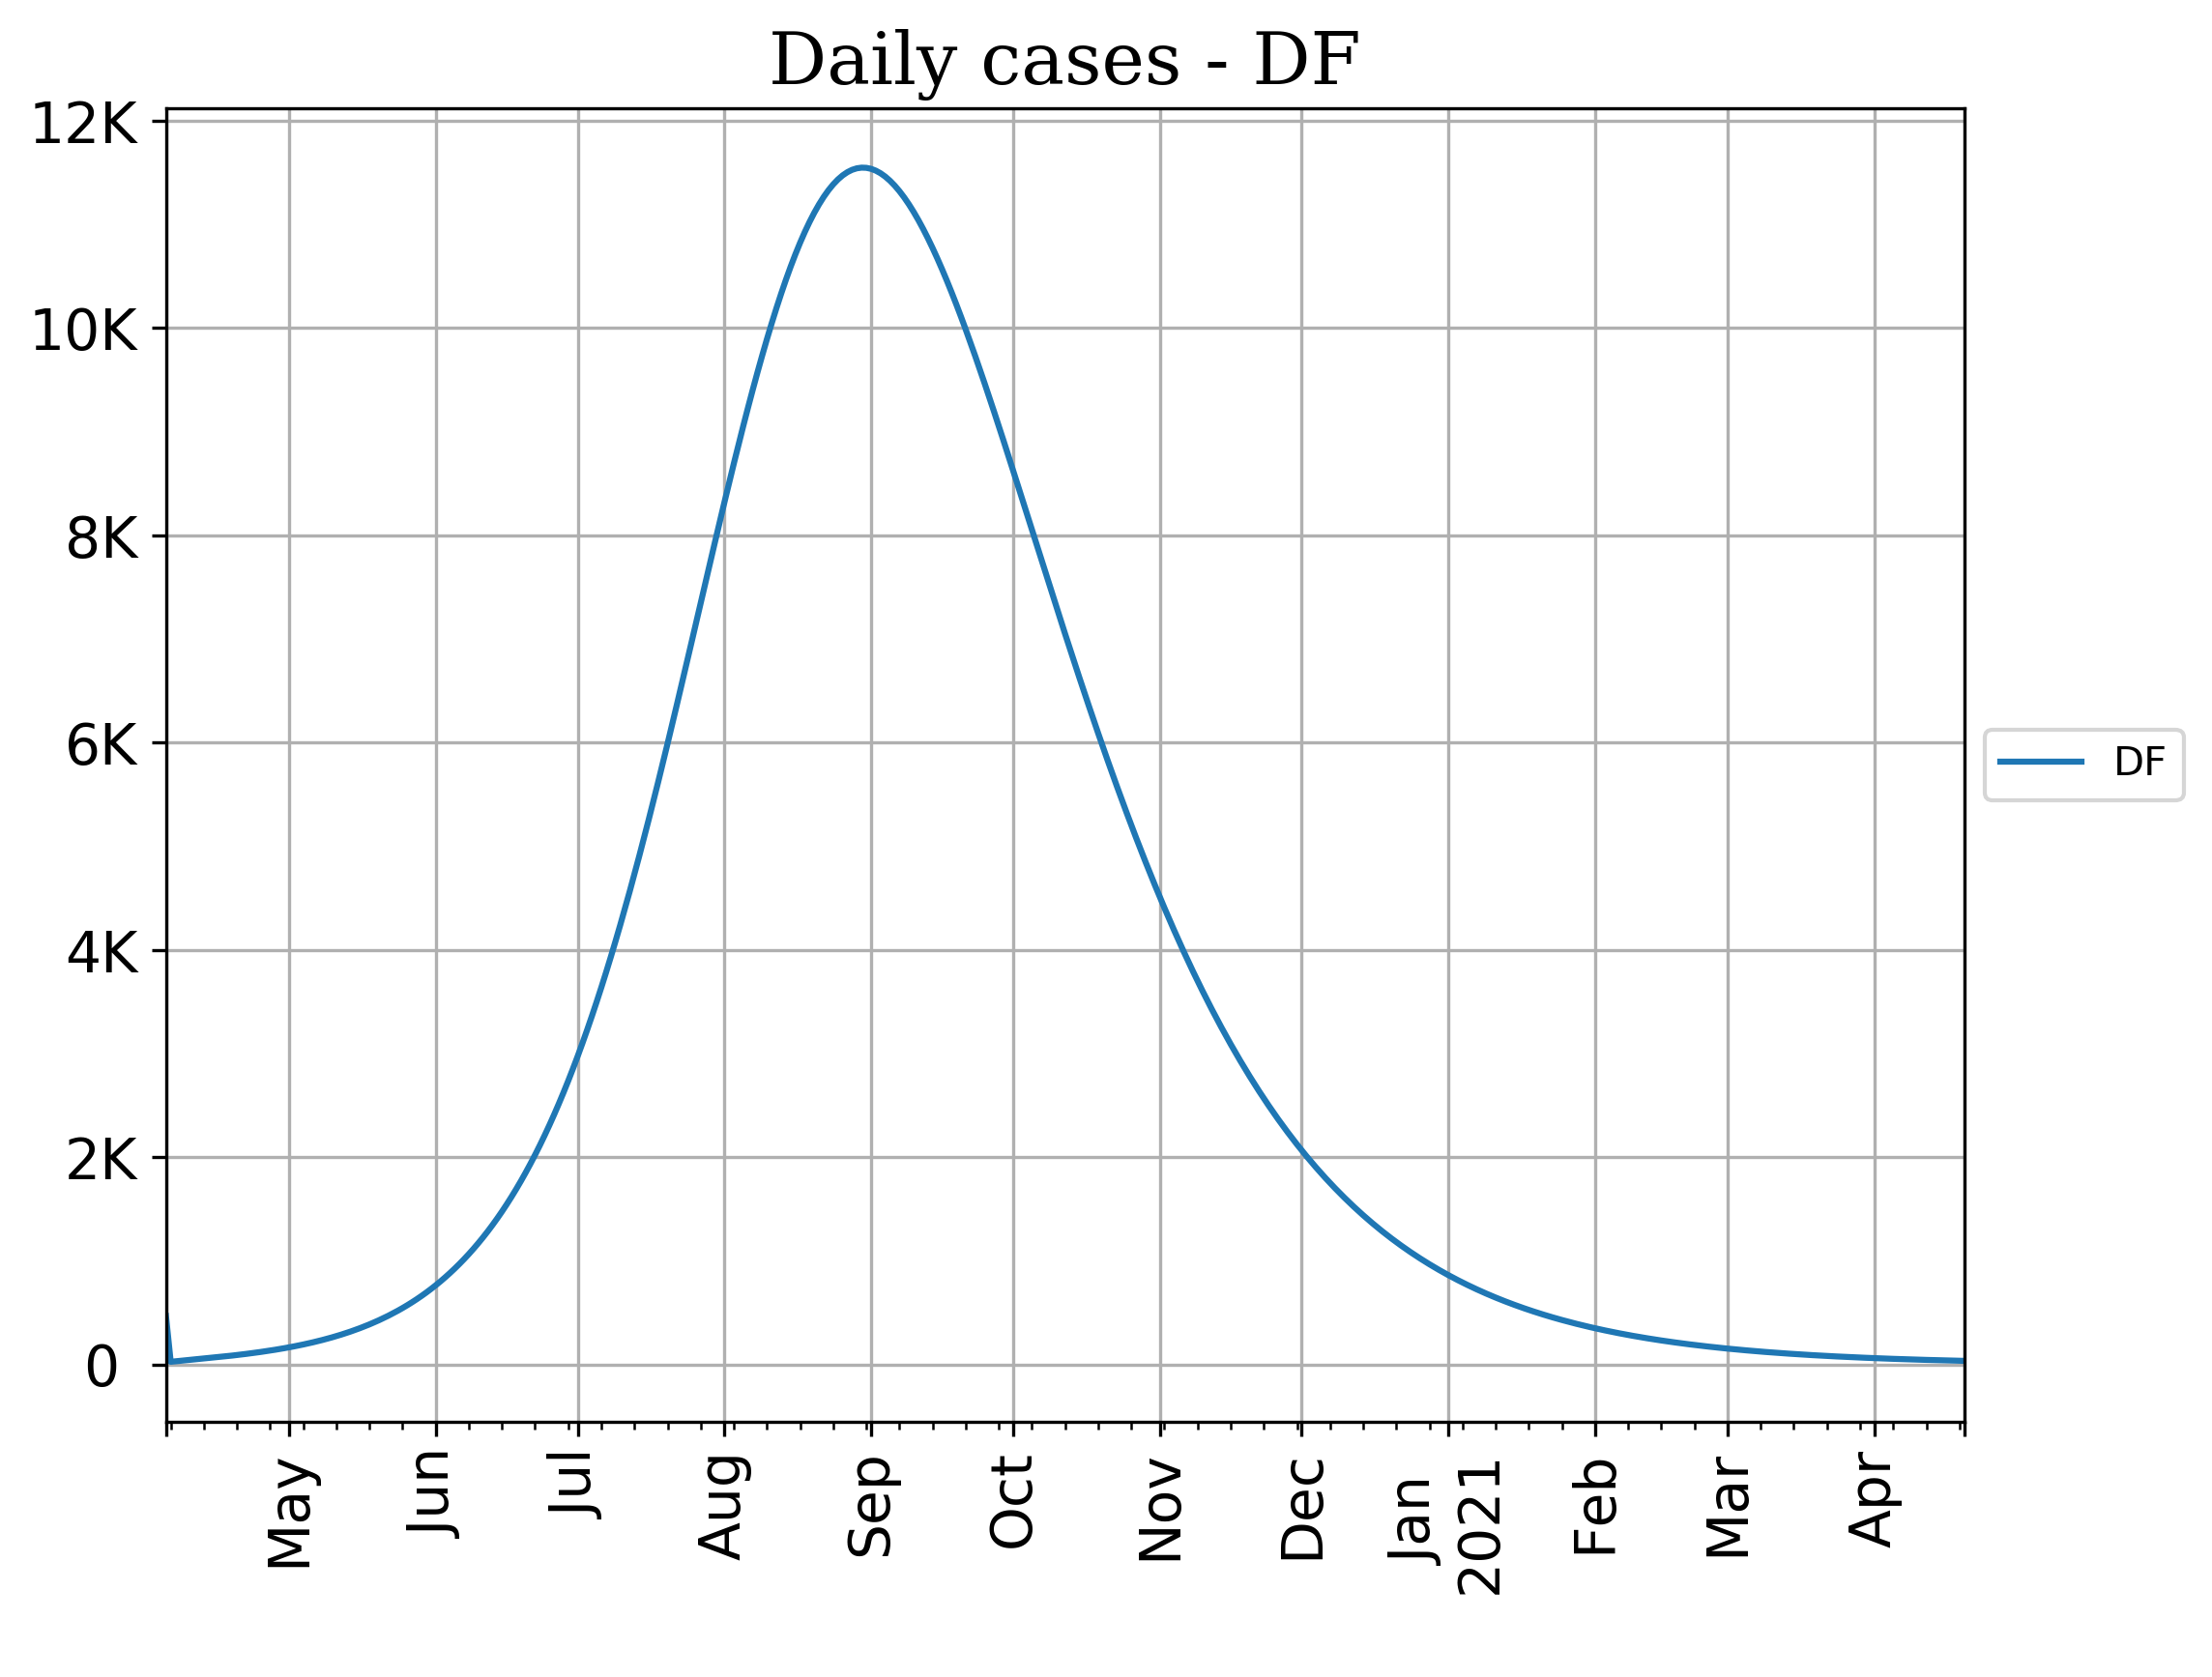 Daily cases - DF
12K
10K
8K
6K
4K
2K
0
DF
May
Jun
Jul
Aug
Sep
Oct
Nov
Dec
Jan
2021
Feb
Mar
Apr